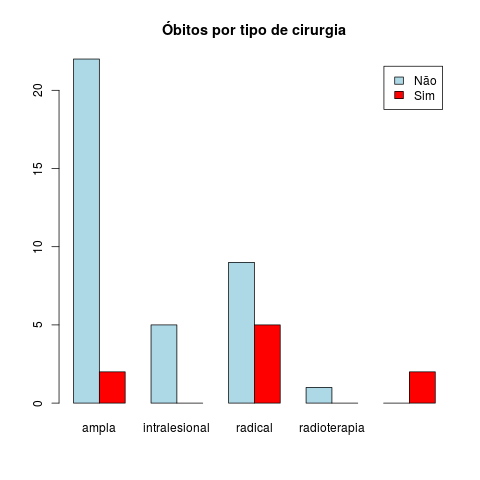 Óbitos por tipo de cirurgia
Não
Sim
20
15
10
5
0
ampla intralesional radical radioterapia